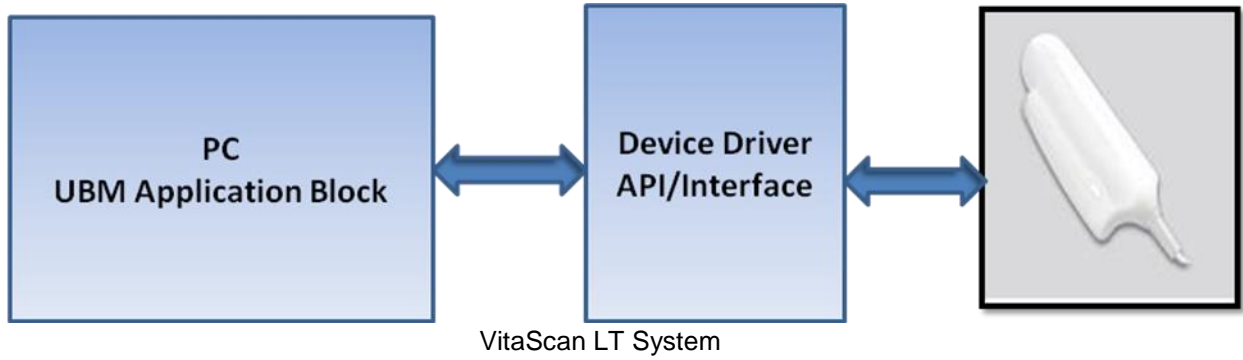 PC
UBM Application Block
Device Driver
API/Interface
VitaScan LT System